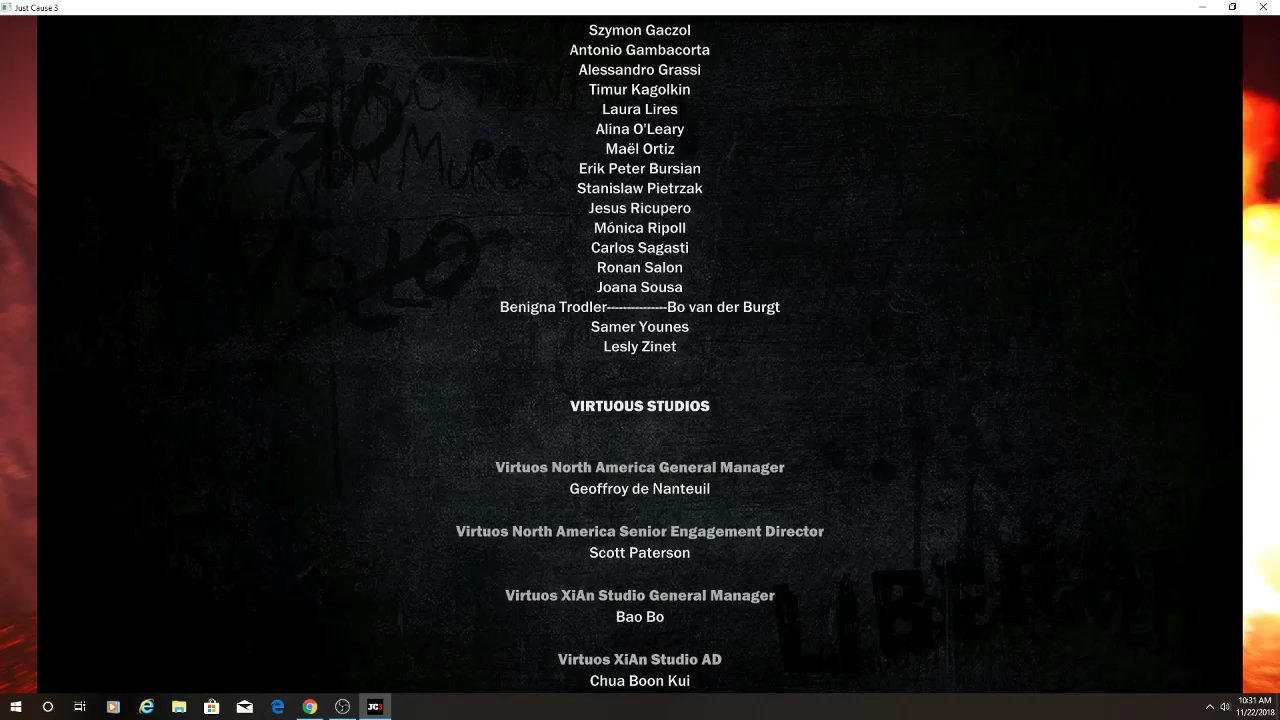 Just Cause 3
Szymon Gaczol
Antonio Gambacorta
Alessandro Grassi
Timur Kagolkin
Laura Lires
Alina O'Leary
Maël Ortiz
Erik Peter Bursian
Stanislaw Pietrzak
Jesus Ricupero
Mónica Ripoll
Carlos Sagasti
Ronan Salon
Joana Sousa
Benigna Trodler--------------Bo van der Burgt
Samer Younes
Lesly Zinet
VIRTUOUS STUDIOS
Virtuos North America General Manager
Geoffroy de Nanteuil
Virtuos North America Senior Engagement Director
Scott Paterson
Virtuos XiAn Studio General Manager
Bao Bo
Virtuos XiAn Studio AD
Chua Boon Kui
JC3
10:31 AM
11/22/2018